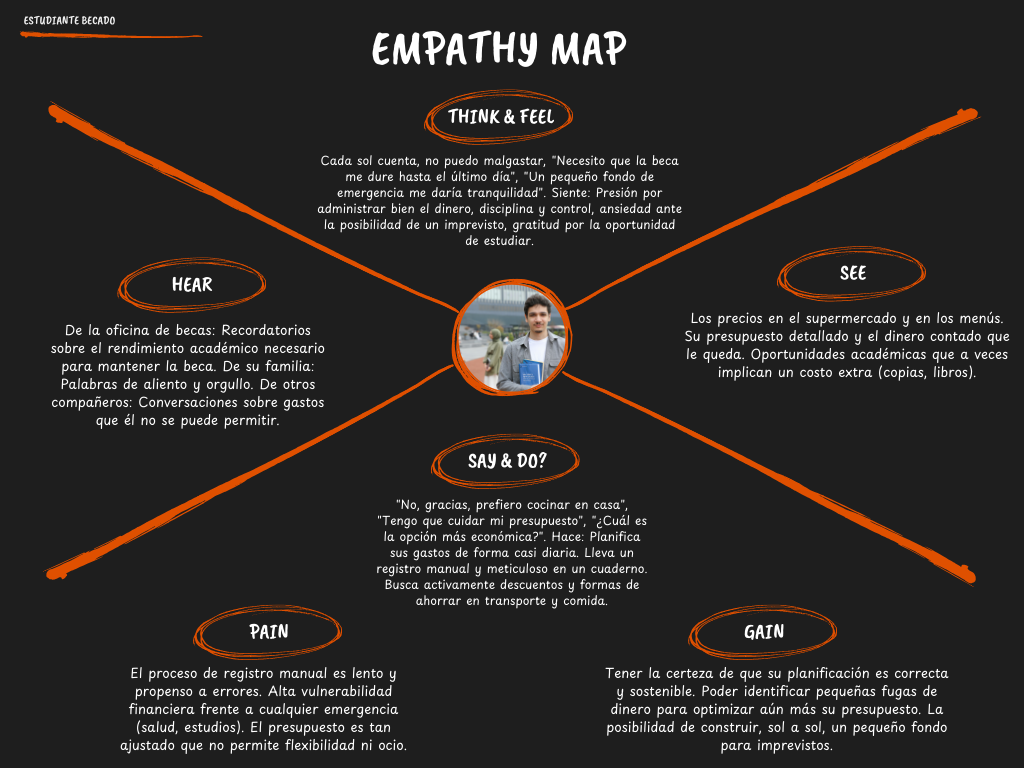 ESTUDIANTE BECADO
EMPATHY MAP
THINK & FEEL
Cada sol cuenta, no puedo malgastar, "Necesito que la beca
me dure hasta el último día", "Un pequeño fondo de
emergencia me daría tranquilidad". Siente: Presión por
administrar bien el dinero, disciplina y control, ansiedad ante
la posibilidad de un imprevisto, gratitud por la oportunidad
de estudiar.
HEAR
De la oficina de becas: Recordatorios
sobre el rendimiento académico necesario
para mantener la beca. De su familia:
Palabras de aliento y orgullo. De otros
compañeros: Conversaciones sobre gastos
que él no se puede permitir.
SEE
Los precios en el supermercado y en los menús.
Su presupuesto detallado y el dinero contado que
le queda. Oportunidades académicas que a veces
implican un costo extra (copias, libros).
SAY & DO?
"No, gracias, prefiero cocinar en casa",
"Tengo que cuidar mi presupuesto", "¿Cuál es
la opción más económica?". Hace: Planifica
sus gastos de forma casi diaria. Lleva un
registro manual y meticuloso en un cuaderno.
Busca activamente descuentos y formas de
ahorrar en transporte y comida.
PAIN
El proceso de registro manual es lento y
propenso a errores. Alta vulnerabilidad
financiera frente a cualquier emergencia
(salud, estudios). El presupuesto es tan
ajustado que no permite flexibilidad ni ocio.
GAIN
Tener la certeza de que su planificación es correcta
y sostenible. Poder identificar pequeñas fugas de
dinero para optimizar aún más su presupuesto. La
posibilidad de construir, sol a sol, un pequeño fondo
para imprevistos.